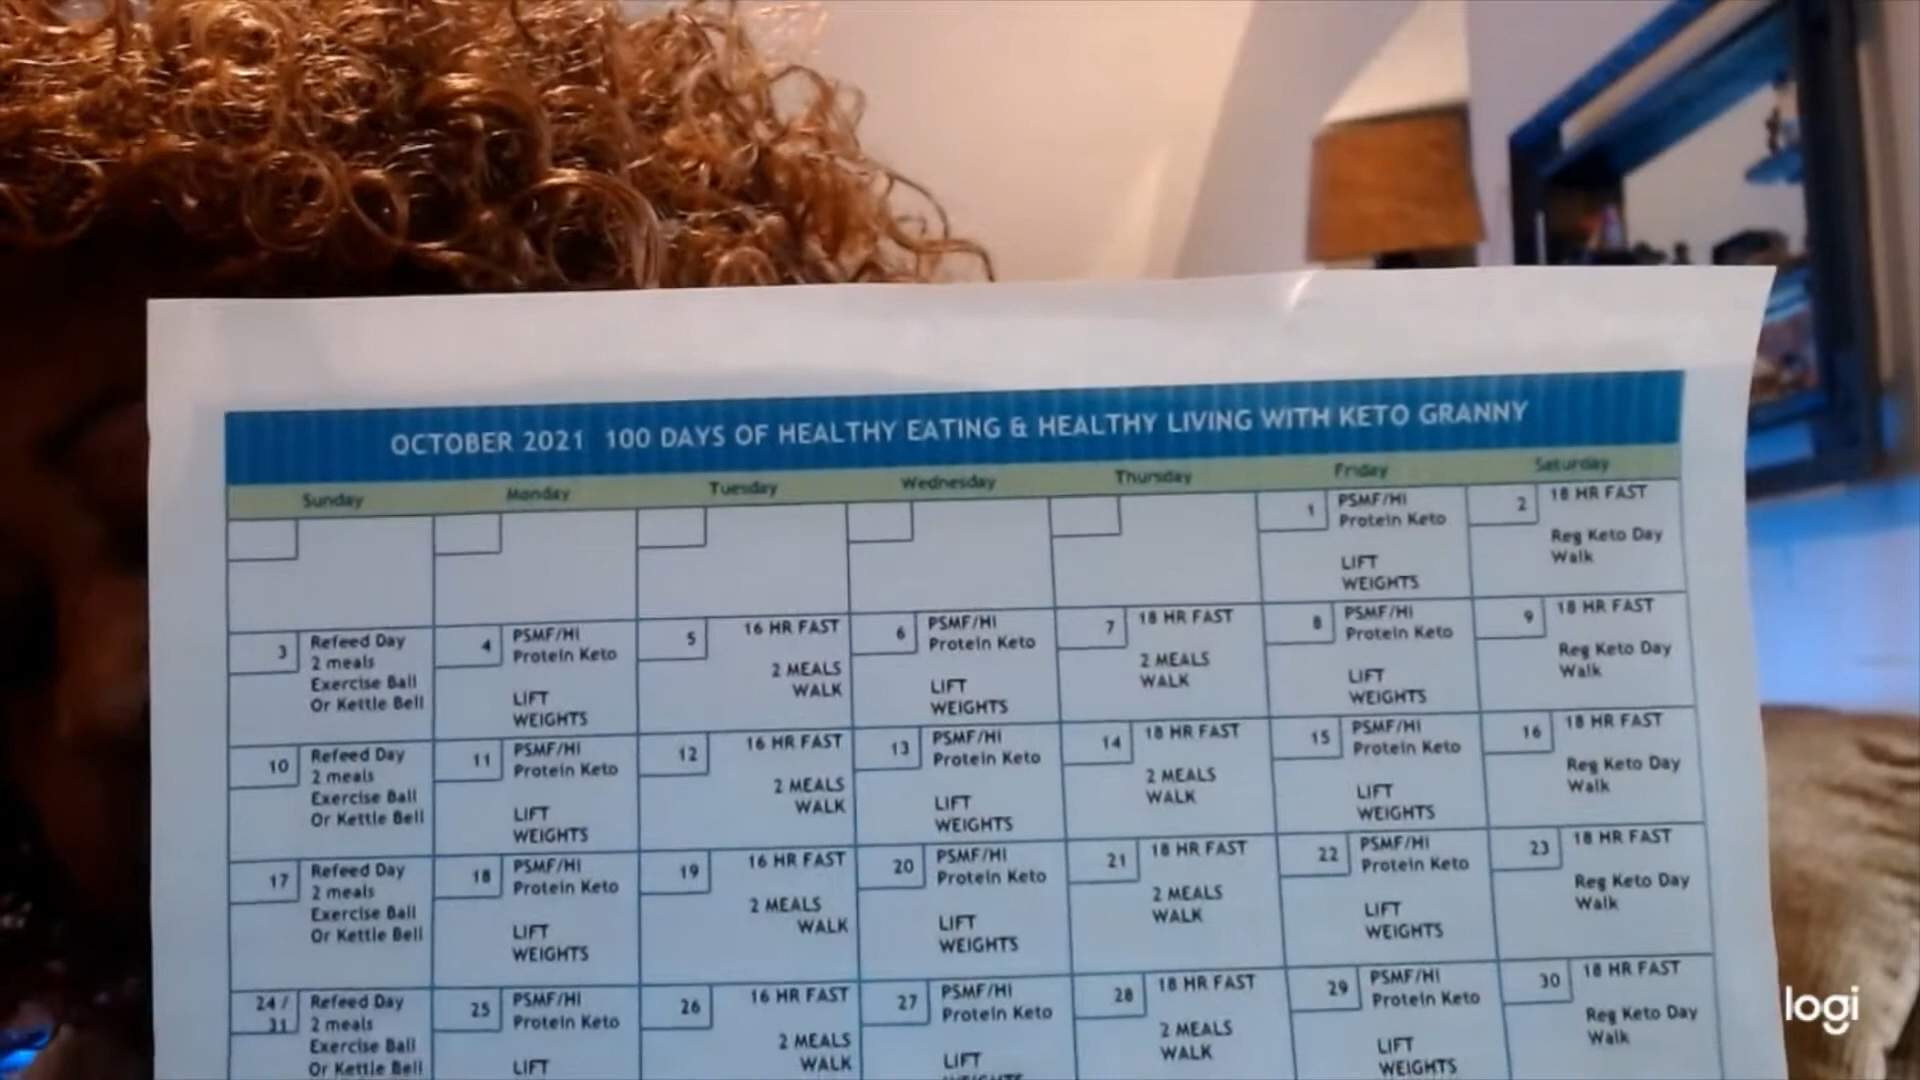 OCTOBER 2021 100 DAYS OF HEALTHY EATING & HEALTHY LIVING WITH KETO GRANNY
Sunday Monday Tuesday Wednesday Thursday Friday Saturday
1
PSMF/HI
Protein Keto
LIFT
WEIGHTS
2
18 HR FAST
Reg Keto Day
Walk
3
Refeed Day
2 meals
Exercise Ball
Or Kettle Bell
4
PSMF/HI
Protein Keto
LIFT
WEIGHTS
5
16 HR FAST
2 MEALS
WALK
6
PSMF/HI
Protein Keto
LIFT
WEIGHTS
7
18 HR FAST
2 MEALS
WALK
8
PSMF/HI
Protein Keto
LIFT
WEIGHTS
9
18 HR FAST
Reg Keto Day
Walk
10
Refeed Day
2 meals
Exercise Ball
Or Kettle Bell
11
PSMF/HI
Protein Keto
LIFT
WEIGHTS
12
16 HR FAST
2 MEALS
WALK
13
PSMF/HI
Protein Keto
LIFT
WEIGHTS
14
18 HR FAST
2 MEALS
WALK
15
PSMF/HI
Protein Keto
LIFT
WEIGHTS
16
18 HR FAST
Reg Keto Day
Walk
17
Refeed Day
2 meals
Exercise Ball
Or Kettle Bell
18
PSMF/HI
Protein Keto
LIFT
WEIGHTS
19
16 HR FAST
2 MEALS
WALK
20
PSMF/HI
Protein Keto
LIFT
WEIGHTS
21
18 HR FAST
2 MEALS
WALK
22
PSMF/HI
Protein Keto
LIFT
WEIGHTS
23
18 HR FAST
Reg Keto Day
Walk
24 /
31
Refeed Day
2 meals
Exercise Ball
Or Kettle Bell
25
PSMF/HI
Protein Keto
LIFT
26
16 HR FAST
2 MEALS
WALK
27
PSMF/HI
Protein Keto
LIFT
28
18 HR FAST
2 MEALS
WALK
29
PSMF/HI
Protein Keto
LIFT
WEIGHTS
30
18 HR FAST
Reg Keto Day
Walk
logi